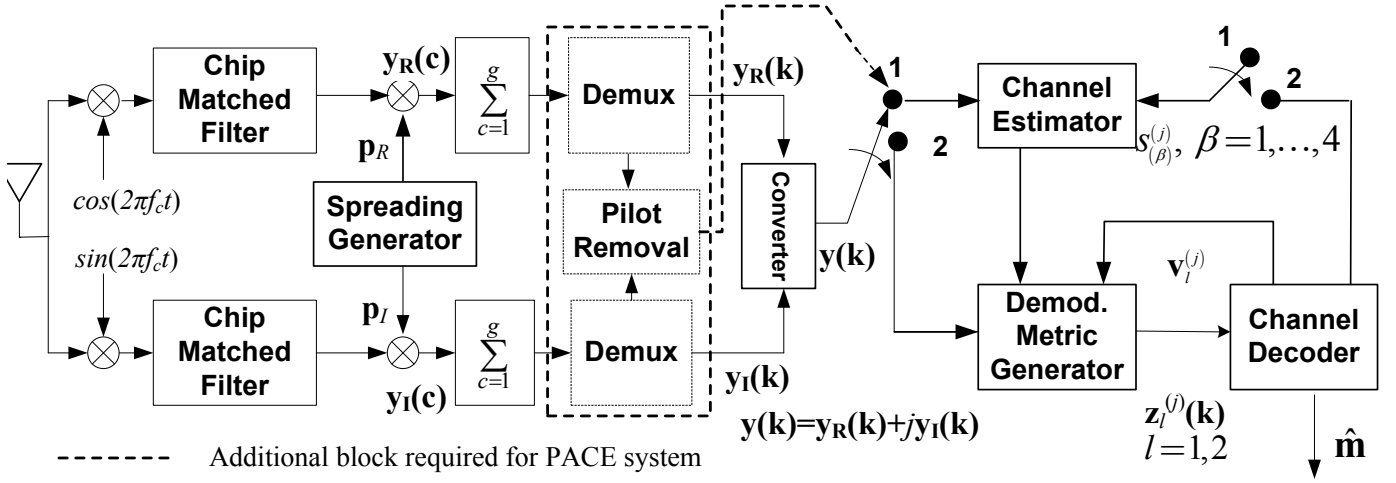 Chip
Matched
Filter
cos(2πf_ct)
sin(2πf_ct)
Chip
Matched
Filter
y_R(c)
p_R
Spreading
Generator
p_I
y_I(c)
∑_{c=1}^{g}
∑_{c=1}^{g}
Demux
Pilot
Removal
Demux
y_R(k)
y_I(k)
Converter
y(k)
y(k)=y_R(k)+jy_I(k)
1
2
Channel
Estimator
1
2
s_{(β)}^{(j)}, β=1,…,4
v_l^{(j)}
Demod.
Metric
Generator
Channel
Decoder
z_l^{(j)}(k)
l=1,2
m̂
Additional block required for PACE system